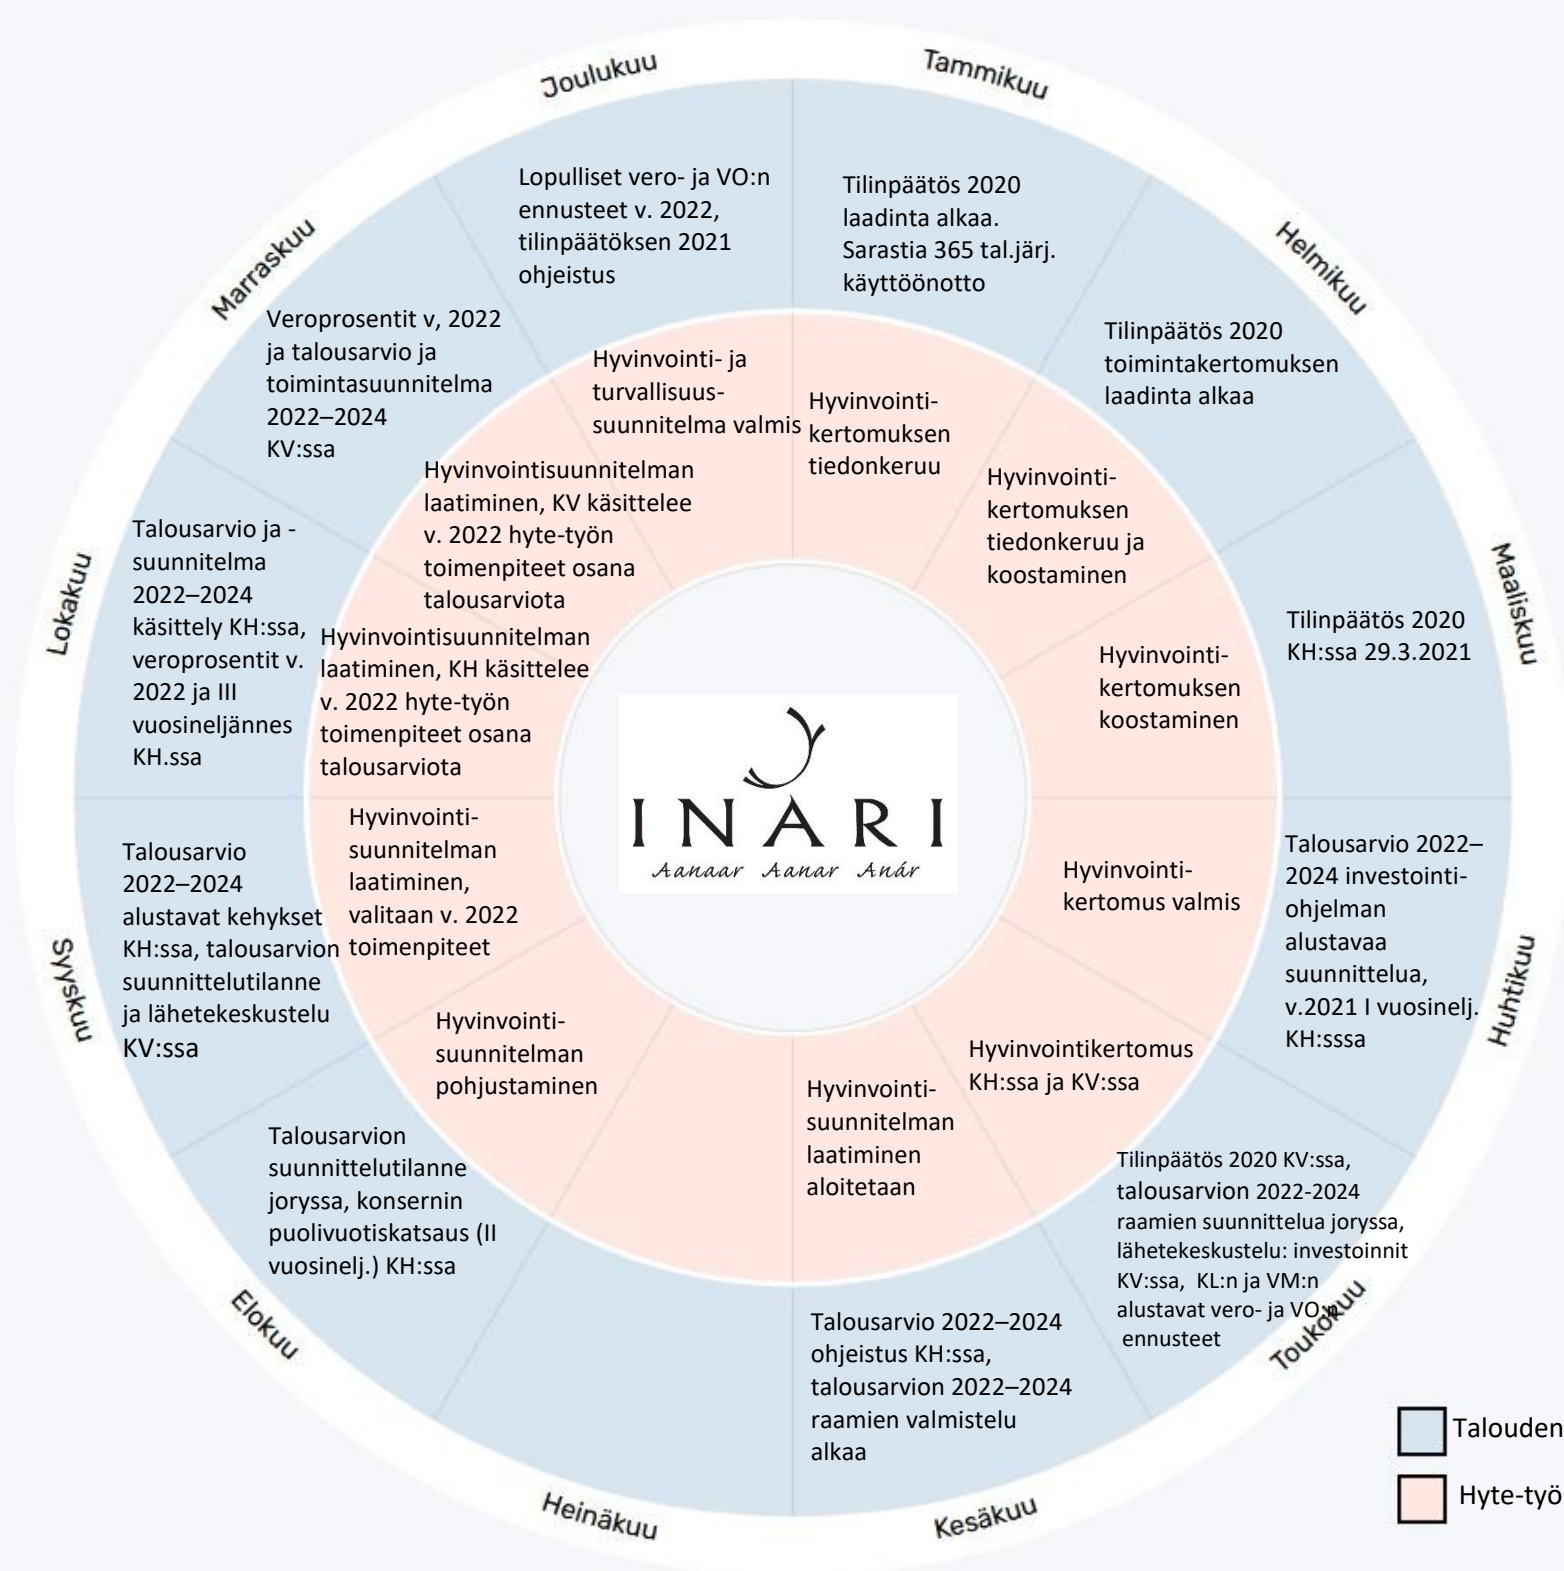 Tammikuu
Tilinpäätös 2020
laadinta alkaa.
Sarastia 365 tal.järj.
käyttöönotto
Hyvinvointi-
kertomuksen
tiedonkeruu
Helmikuu
Tilinpäätös 2020
toimintakertomuksen
laadinta alkaa
Hyvinvointi-
kertomuksen
tiedonkeruu ja
koostaminen
Maaliskuu
Tilinpäätös 2020
KH:ssa 29.3.2021
Hyvinvointi-
kertomuksen
koostaminen
Huhtikuu
Talousarvio 2022–
2024 investointi-
ohjelman
alustavaa
suunnittelua,
v.2021 I vuosinelj.
KH:sssa
Hyvinvointi-
kertomus valmis
Toukokuu
Tilinpäätös 2020 KV:ssa,
talousarvion 2022-2024
raamien suunnittelua joryssa,
lähetekeskustelu: investoinnit
KV:ssa, KL:n ja VM:n
alustavat vero- ja VO:n
ennusteet
Hyvinvointikertomus
KH:ssa ja KV:ssa
Kesäkuu
Talousarvio 2022–2024
ohjeistus KH:ssa,
talousarvion 2022–2024
raamien valmistelu
alkaa
Hyvinvointi-
suunnitelman
laatiminen
aloitetaan
Heinäkuu
Elokuu
Talousarvion
suunnittelutilanne
joryssa, konsernin
puolivuotiskatsaus (II
vuosinelj.) KH:ssa
Hyvinvointi-
suunnitelman
pohjustaminen
Syyskuu
Talousarvio
2022–2024
alustavat kehykset
KH:ssa, talousarvion
suunnittelutilanne
ja lähetekeskustelu
KV:ssa
Hyvinvointi-
suunnitelman
laatiminen,
valitaan v. 2022
toimenpiteet
Lokakuu
Talousarvio ja -
suunnitelma
2022–2024
käsittely KH:ssa,
veroprosentit v.
2022 ja III
vuosineljännes
KH.ssa
Hyvinvointisuunnitelman
laatiminen, KH käsittelee
v. 2022 hyte-työn
toimenpiteet osana
talousarviota
Marraskuu
Veroprosentit v, 2022
ja talousarvio ja
toimintasuunnitelma
2022–2024
KV:ssa
Hyvinvointisuunnitelman
laatiminen, KV käsittelee
v. 2022 hyte-työn
toimenpiteet osana
talousarviota
Joulukuu
Lopulliset vero- ja VO:n
ennusteet v. 2022,
tilinpäätöksen 2021
ohjeistus
Hyvinvointi- ja
turvallisuus-
suunnitelma valmis
INARI
Aanaar Aanar Anár
Talouden
Hyte-työ